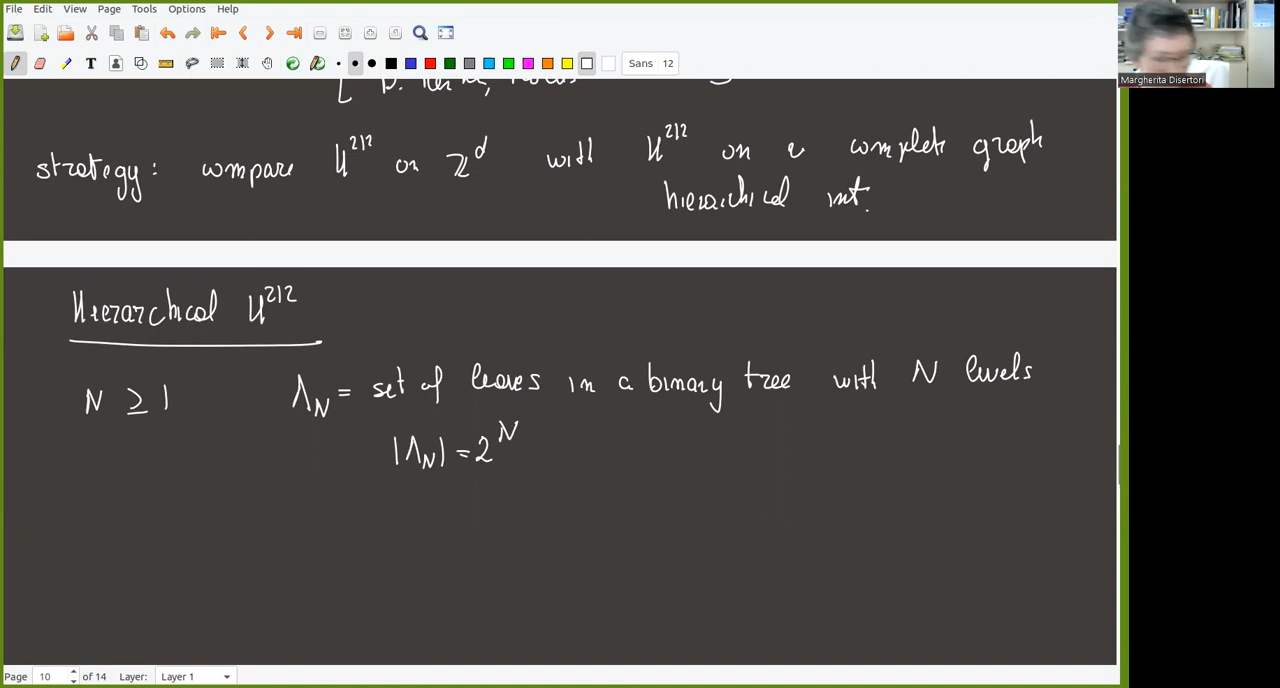 File Edit View Page Tools Options Help
Sans 12
Margherita Disertori
strategy: compare H^{2|2} on ℤ^d with H^{2|2} on a complete graph
hierarchical int.
Hierarchical H^{2|2}
N ≥ 1 Λ_N = set of leaves in a binary tree with N levels
|Λ_N| = 2^N
Page 10 of 14 Layer: Layer 1